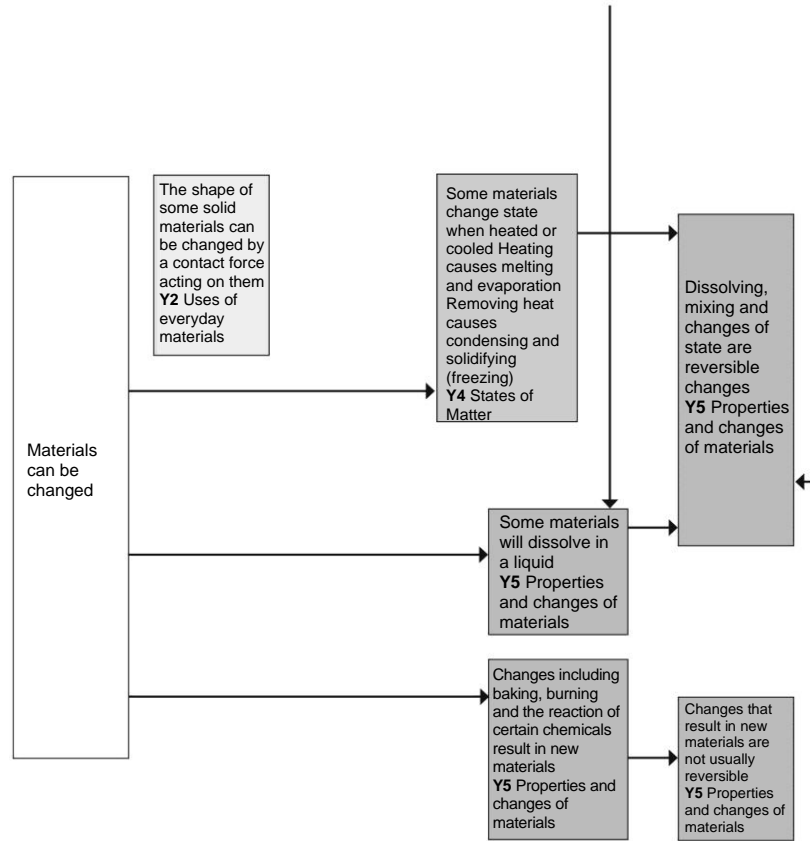 Materials
can be
changed
The shape of
some solid
materials can
be changed by
a contact force
acting on them
Y2 Uses of
everyday
materials
Some materials
change state
when heated or
cooled Heating
causes melting
and evaporation
Removing heat
causes
condensing and
solidifying
(freezing)
Y4 States of
Matter
Dissolving,
mixing and
changes of
state are
reversible
changes
Y5 Properties
and changes
of materials
Some materials
will dissolve in
a liquid
Y5 Properties
and changes of
materials
Changes including
baking, burning
and the reaction of
certain chemicals
result in new
materials
Y5 Properties and
changes of
materials
Changes that
result in new
materials are
not usually
reversible
Y5 Properties
and changes of
materials